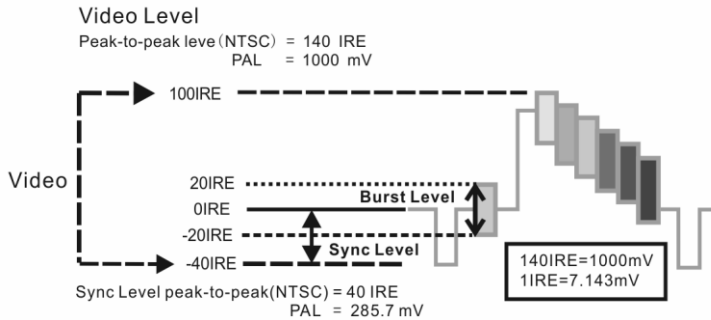 Video Level
Peak-to-peak leve(NTSC) = 140 IRE
PAL = 1000 mV
100IRE
Video
20IRE
Burst Level
0IRE
-20IRE
Sync Level
-40IRE
140IRE=1000mV
1IRE=7.143mV
Sync Level peak-to-peak(NTSC) = 40 IRE
PAL = 285.7 mV